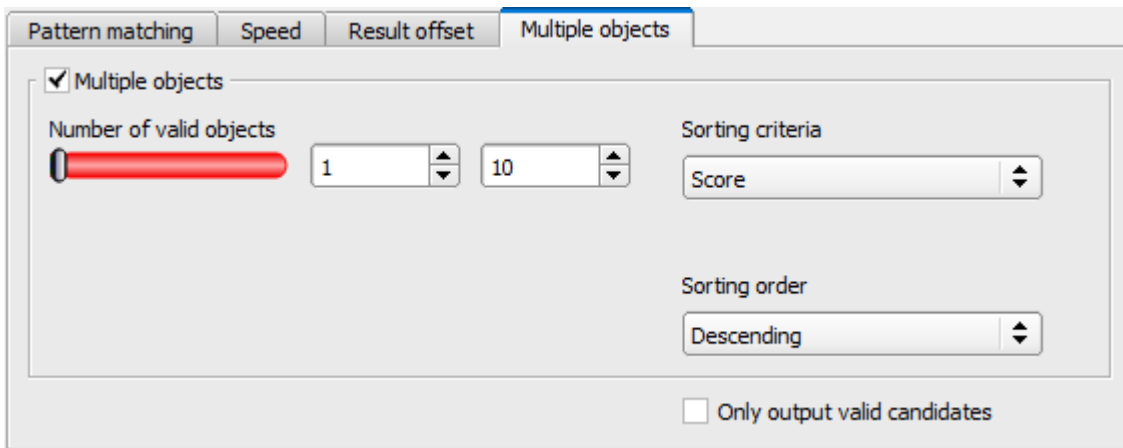 Pattern matching Speed Result offset Multiple objects
Multiple objects
Number of valid objects Sorting criteria
1 10 Score
Sorting order
Descending
Only output valid candidates